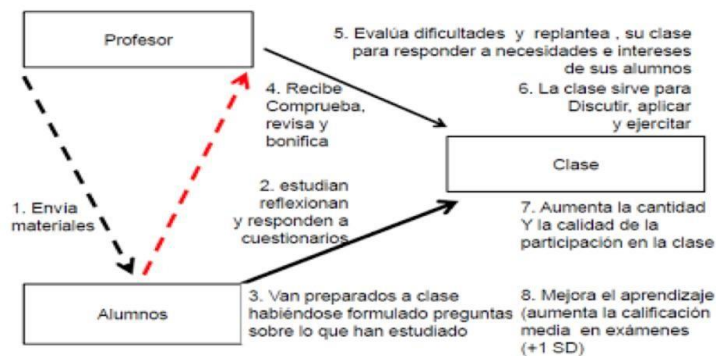 Profesor
5. Evalúa dificultades y replantea , su clase
para responder a necesidades e intereses
de sus alumnos
4. Recibe
Comprueba,
revisa y
bonifica
6. La clase sirve para
Discutir, aplicar
y ejercitar
Clase
1. Envía
materiales
2. estudian
reflexionan
y responden a
cuestionarios
7. Aumenta la cantidad
Y la calidad de la
participación en la clase
Alumnos
3. Van preparados a clase
habiéndose formulado preguntas
sobre lo que han estudiado
8. Mejora el aprendizaje
(aumenta la calificación
media en exámenes
(+1 SD)